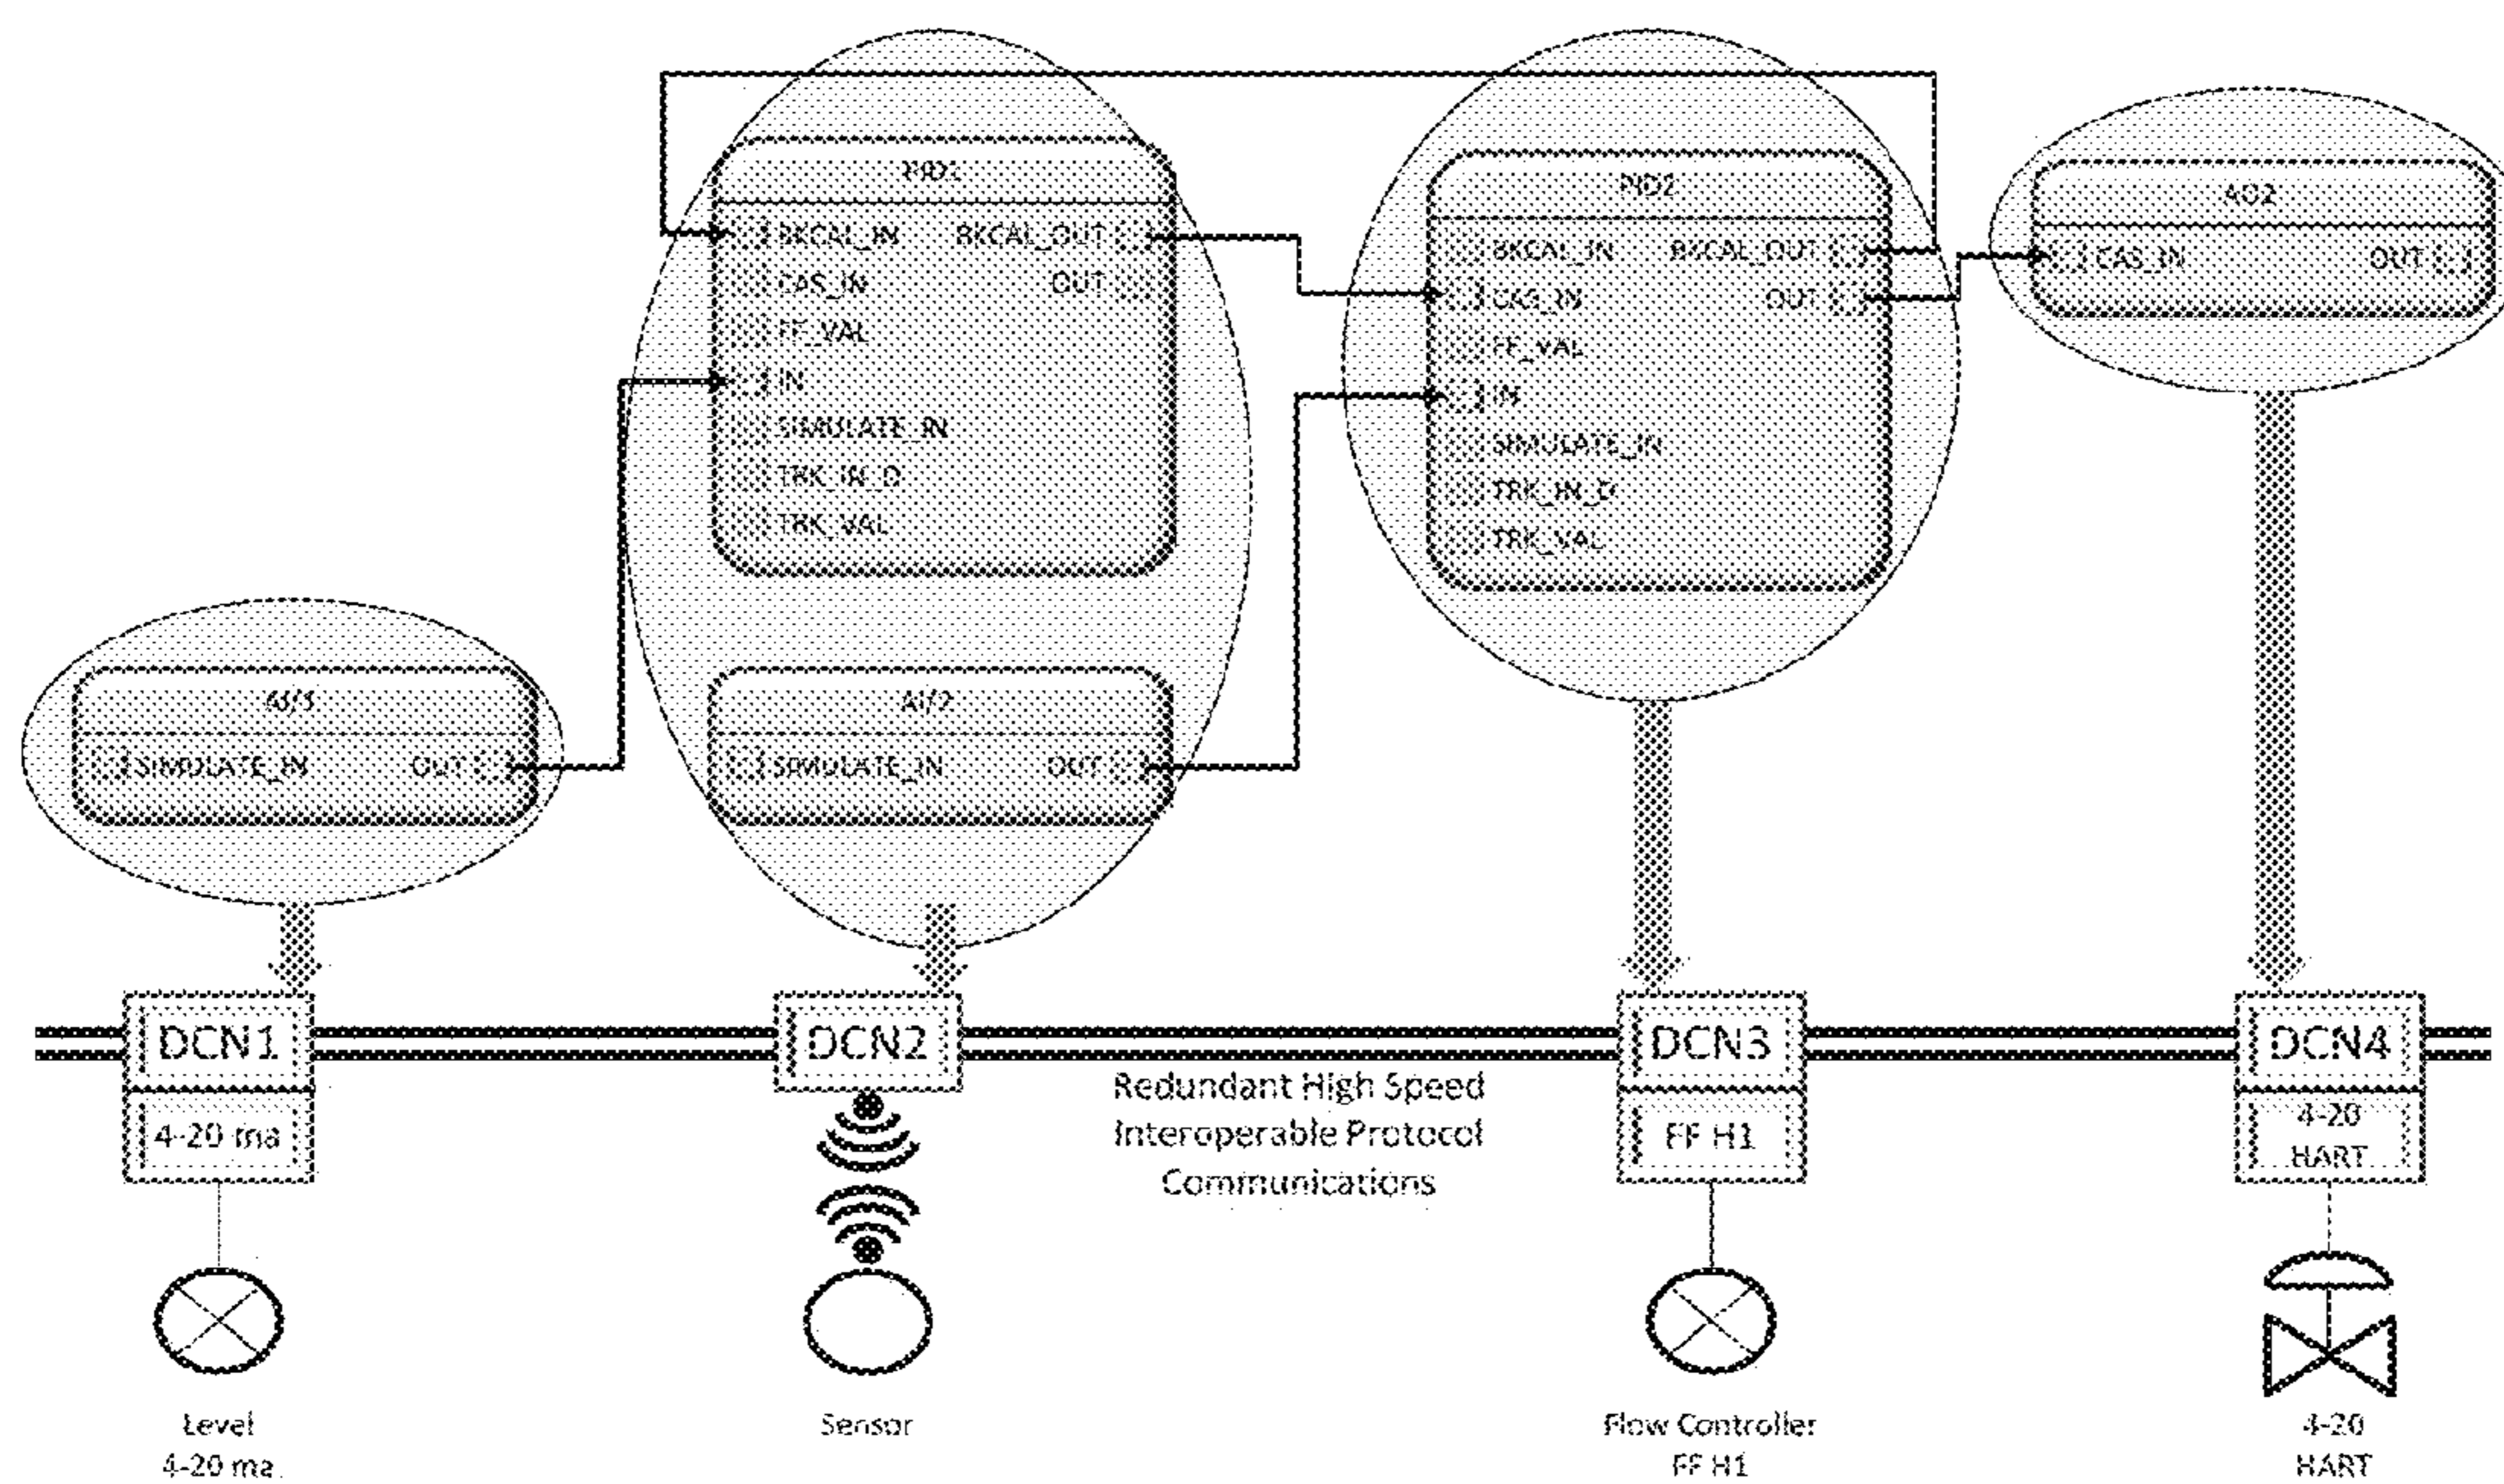 PID1
BKCAL_IN BKCAL_OUT
CAS_IN OUT
FF_VAL
IN
SIMULATE_IN
TRK_IN_D
TRK_VAL
PID2
BKCAL_IN BKCAL_OUT
CAS_IN OUT
FF_VAL
IN
SIMULATE_IN
TRK_IN_D
TRK_VAL
AO2
CAS_IN OUT
AI/1
SIMULATE_IN OUT
AI/2
SIMULATE_IN OUT
DCN1
4-20 ma
DCN2
Redundant High Speed
Interoperable Protocol
Communications
DCN3
FF H1
DCN4
4-20
HART
Level
4-20 ma
Sensor
Flow Controller
FF H1
4-20
HART